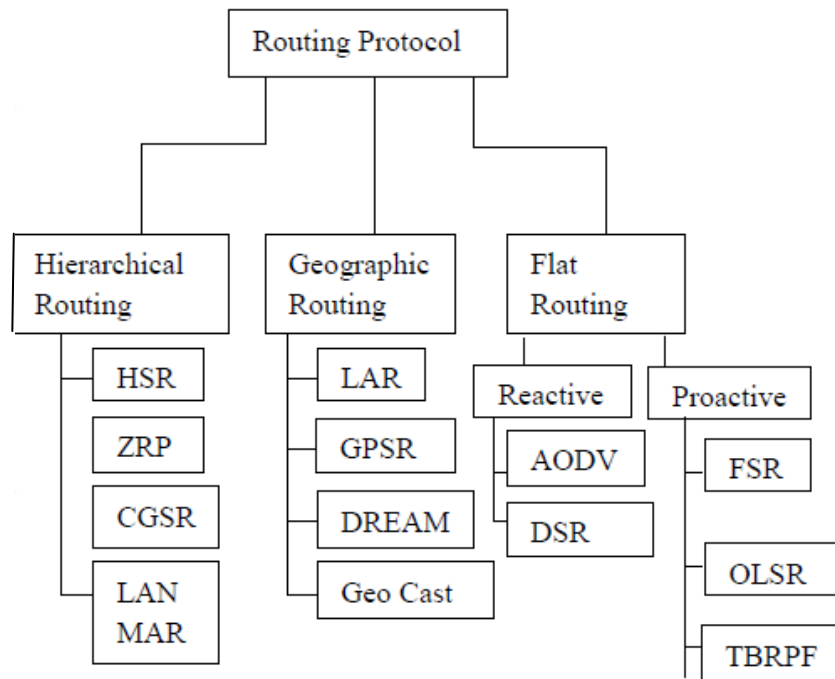 Routing Protocol
Hierarchical
Routing
Geographic
Routing
Flat
Routing
HSR
ZRP
CGSR
LAN
MAR
LAR
GPSR
DREAM
Geo Cast
Reactive
AODV
DSR
Proactive
FSR
OLSR
TBRPF